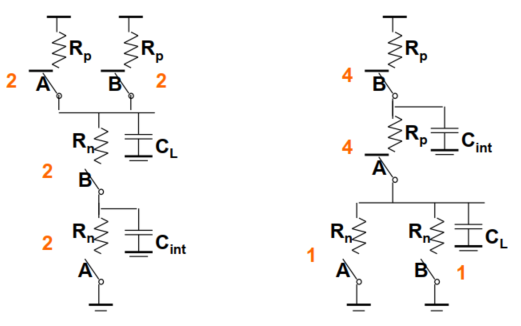 Rp Rp
2 A B 2
Rn CL
2 B
Rn Cint
2 A
Rp
4 B
Rp Cint
4 A
Rn Rn CL
1 A B 1